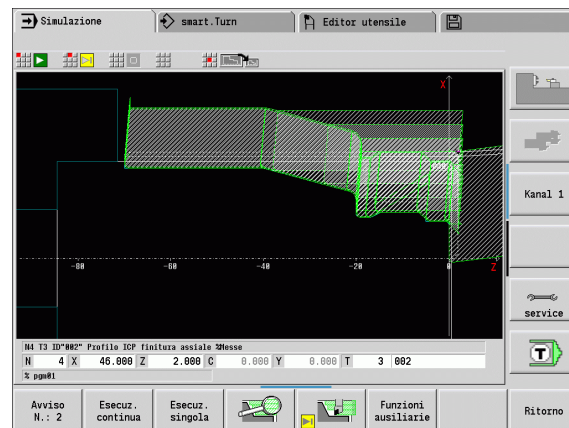 Simulazione
smart.Turn
Editor utensile
X
Kanal 1
-80
-60
-40
-20
0
Z
service
N4 T3 ID"002" Profilo ICP finitura assiale %Messe
N 4 X 46.000 Z 2.000 C 0.000 Y 0.000 T 3 002
% pgm01
T
Avviso
N.: 2
Esecuz.
continua
Esecuz.
singola
Funzioni
ausiliarie
Ritorno